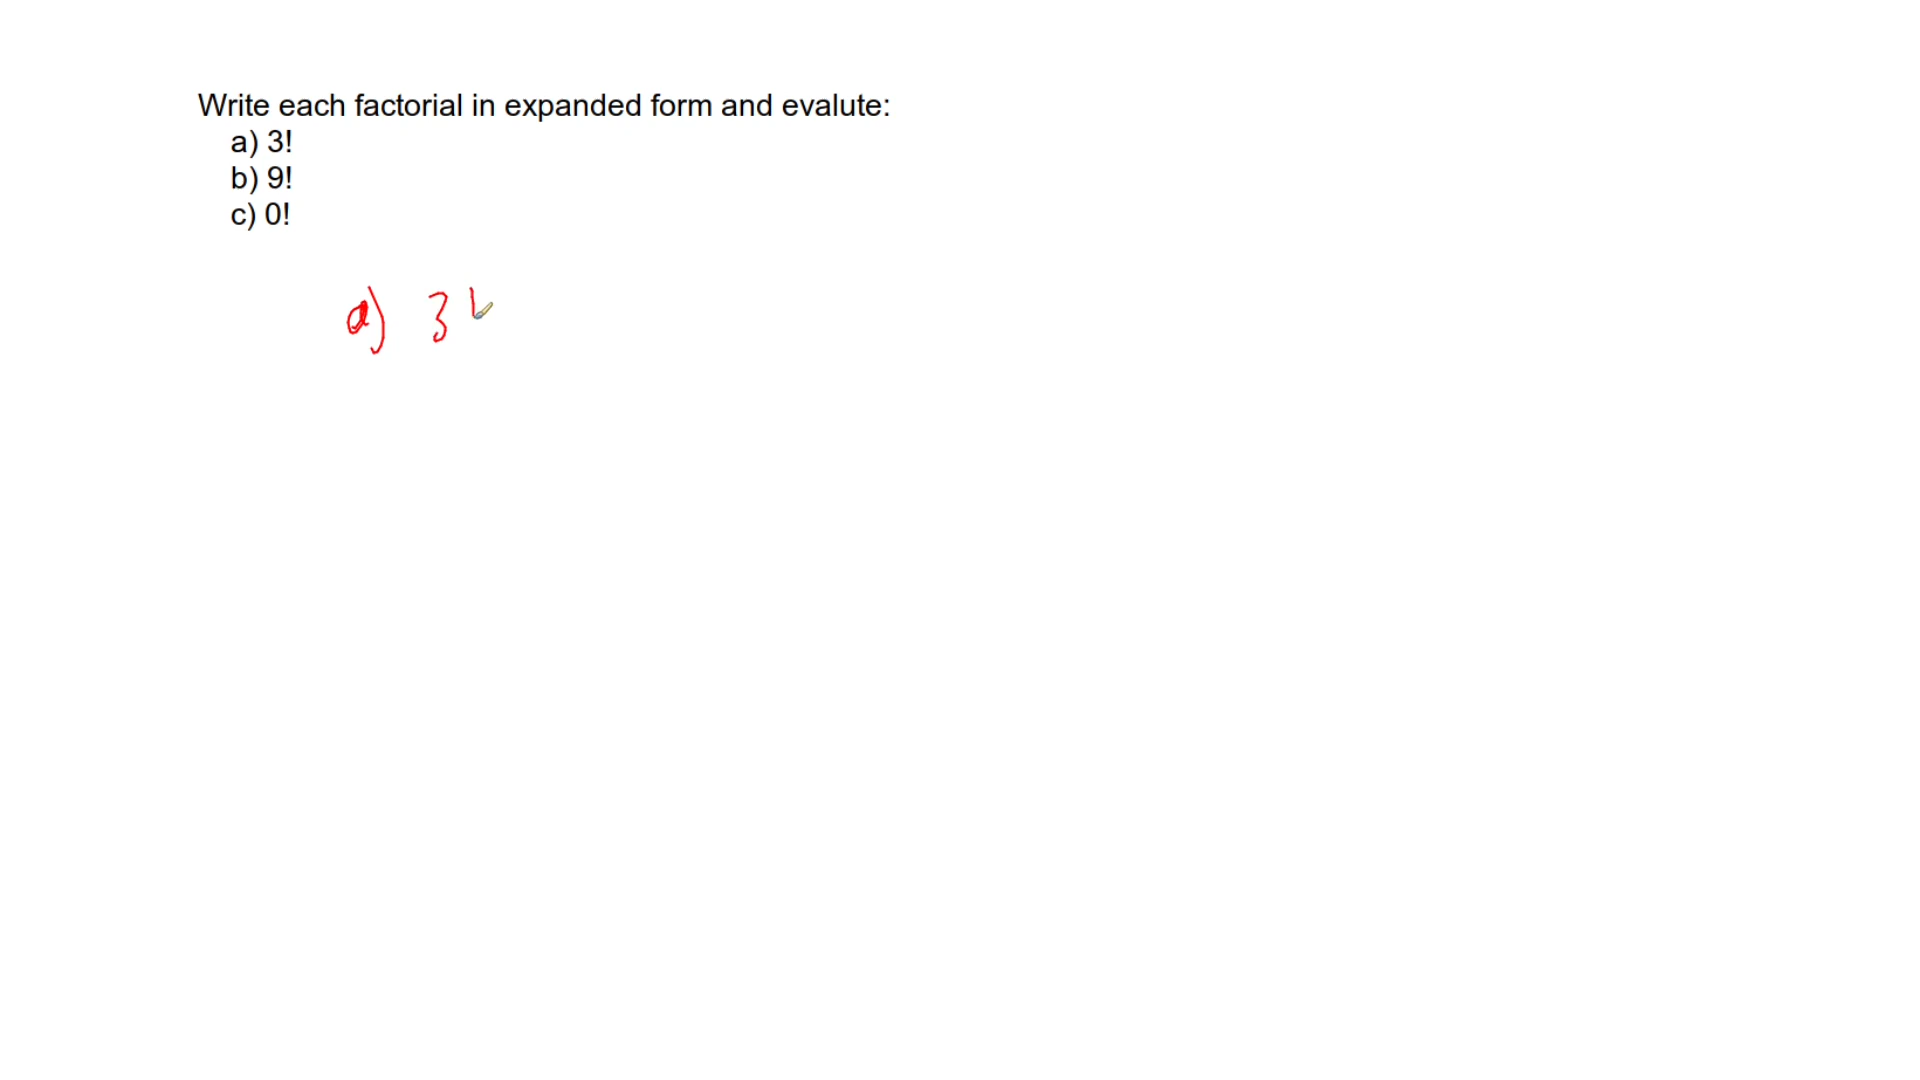 Write each factorial in expanded form and evalute:
a) 3!
b) 9!
c) 0!
a) 3